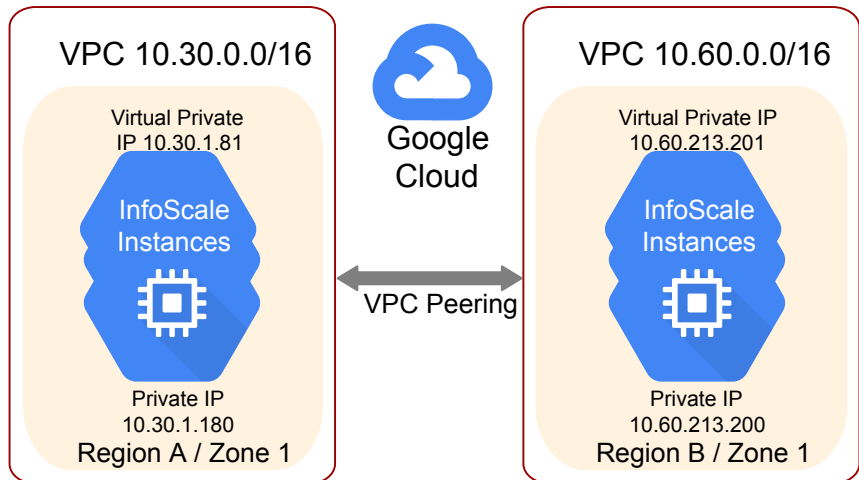 VPC 10.30.0.0/16
Virtual Private
IP 10.30.1.81
InfoScale
Instances
Private IP
10.30.1.180
Region A / Zone 1
Google
Cloud
VPC Peering
VPC 10.60.0.0/16
Virtual Private IP
10.60.213.201
InfoScale
Instances
Private IP
10.60.213.200
Region B / Zone 1